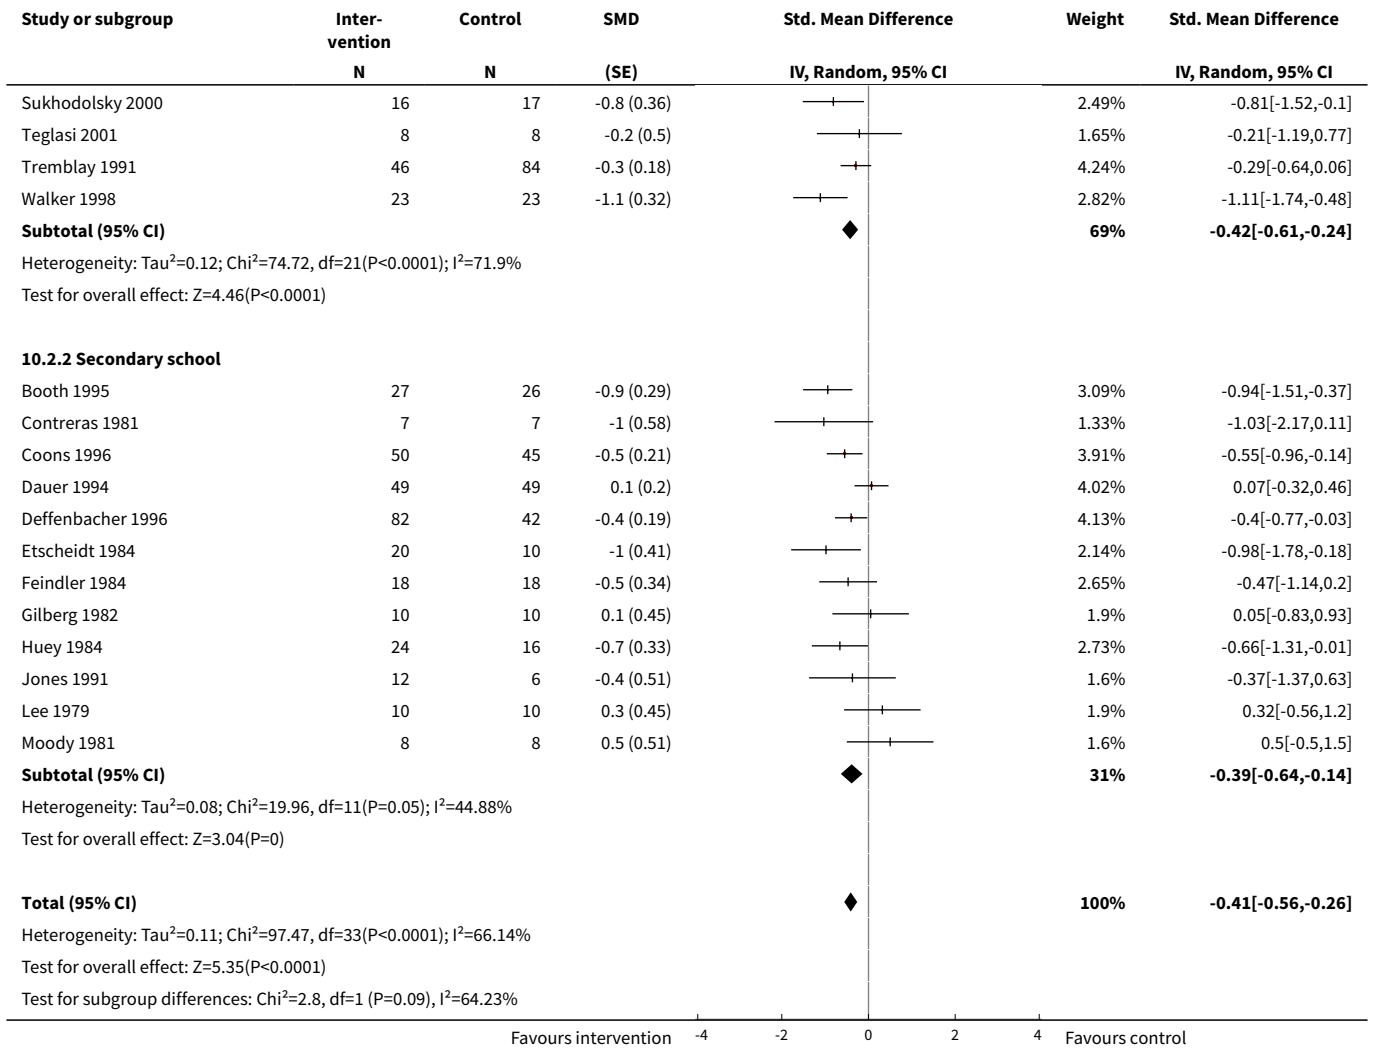 Study or subgroup Inter- Control SMD Std. Mean Difference Weight Std. Mean Difference
vention
N N (SE) IV, Random, 95% CI IV, Random, 95% CI
Sukhodolsky 2000 16 17 -0.8 (0.36) 2.49% -0.81[-1.52,-0.1]
Teglasi 2001 8 8 -0.2 (0.5) 1.65% -0.21[-1.19,0.77]
Tremblay 1991 46 84 -0.3 (0.18) 4.24% -0.29[-0.64,0.06]
Walker 1998 23 23 -1.1 (0.32) 2.82% -1.11[-1.74,-0.48]
Subtotal (95% CI) 69% -0.42[-0.61,-0.24]
Heterogeneity: Tau²=0.12; Chi²=74.72, df=21(P<0.0001); I²=71.9%
Test for overall effect: Z=4.46(P<0.0001)
10.2.2 Secondary school
Booth 1995 27 26 -0.9 (0.29) 3.09% -0.94[-1.51,-0.37]
Contreras 1981 7 7 -1 (0.58) 1.33% -1.03[-2.17,0.11]
Coons 1996 50 45 -0.5 (0.21) 3.91% -0.55[-0.96,-0.14]
Dauer 1994 49 49 0.1 (0.2) 4.02% 0.07[-0.32,0.46]
Deffenbacher 1996 82 42 -0.4 (0.19) 4.13% -0.4[-0.77,-0.03]
Etscheidt 1984 20 10 -1 (0.41) 2.14% -0.98[-1.78,-0.18]
Feindler 1984 18 18 -0.5 (0.34) 2.65% -0.47[-1.14,0.2]
Gilberg 1982 10 10 0.1 (0.45) 1.9% 0.05[-0.83,0.93]
Huey 1984 24 16 -0.7 (0.33) 2.73% -0.66[-1.31,-0.01]
Jones 1991 12 6 -0.4 (0.51) 1.6% -0.37[-1.37,0.63]
Lee 1979 10 10 0.3 (0.45) 1.9% 0.32[-0.56,1.2]
Moody 1981 8 8 0.5 (0.51) 1.6% 0.5[-0.5,1.5]
Subtotal (95% CI) 31% -0.39[-0.64,-0.14]
Heterogeneity: Tau²=0.08; Chi²=19.96, df=11(P=0.05); I²=44.88%
Test for overall effect: Z=3.04(P=0)
Total (95% CI) 100% -0.41[-0.56,-0.26]
Heterogeneity: Tau²=0.11; Chi²=97.47, df=33(P<0.0001); I²=66.14%
Test for overall effect: Z=5.35(P<0.0001)
Test for subgroup differences: Chi²=2.8, df=1 (P=0.09), I²=64.23%
Favours intervention -4 -2 0 2 4 Favours control